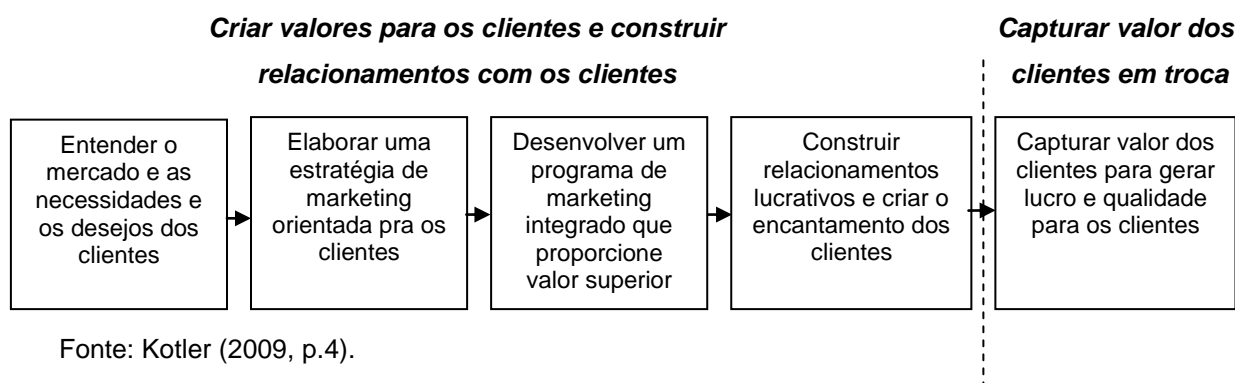 Criar valores para os clientes e construir
relacionamentos com os clientes
Capturar valor dos
clientes em troca
Entender o
mercado e as
necessidades e
os desejos dos
clientes
Elaborar uma
estratégia de
marketing
orientada pra os
clientes
Desenvolver um
programa de
marketing
integrado que
proporcione
valor superior
Construir
relacionamentos
lucrativos e criar o
encantamento dos
clientes
Capturar valor dos
clientes para gerar
lucro e qualidade
para os clientes
Fonte: Kotler (2009, p.4).